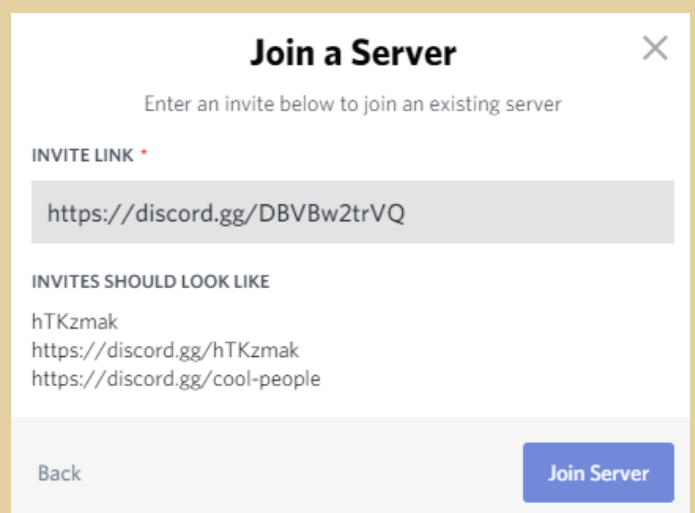 Join a Server
Enter an invite below to join an existing server
INVITE LINK *
https://discord.gg/DBVBw2trVQ
INVITES SHOULD LOOK LIKE
hTKzmak
https://discord.gg/hTKzmak
https://discord.gg/cool-people
Back
Join Server